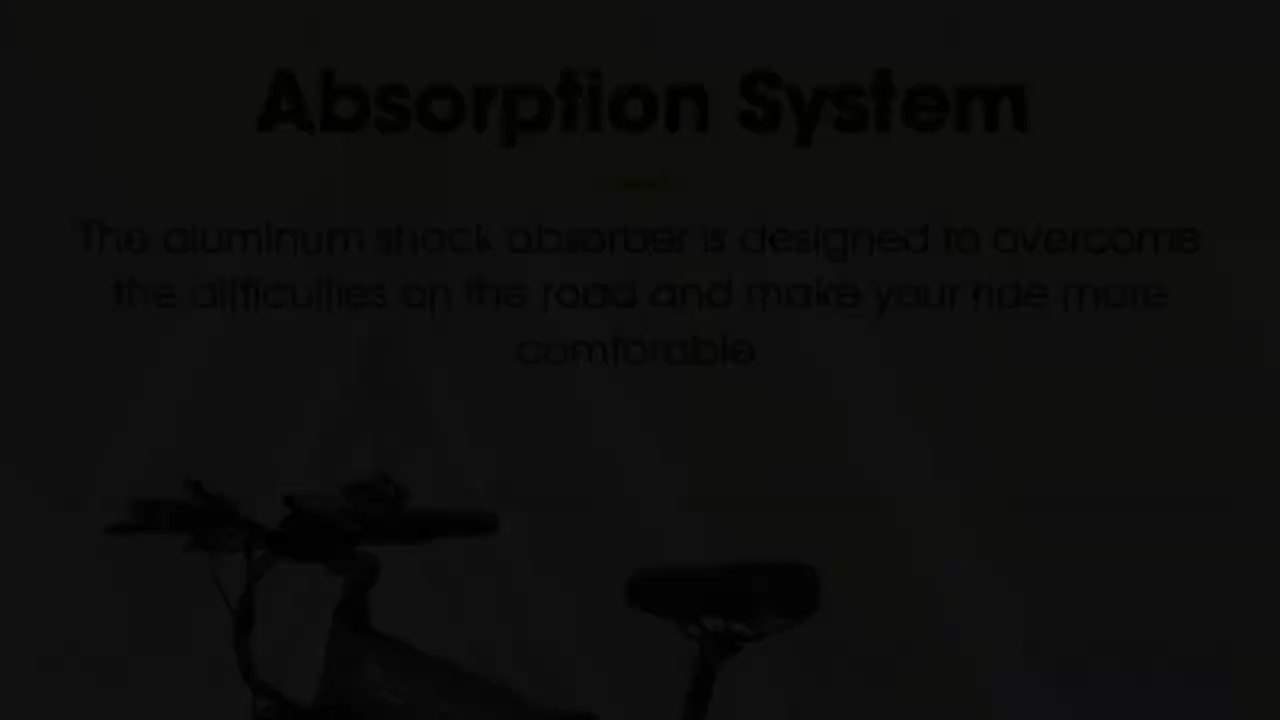 Absorption System
The aluminum shock absorber is designed to overcome
the difficulties on the road and make your ride more
comforable